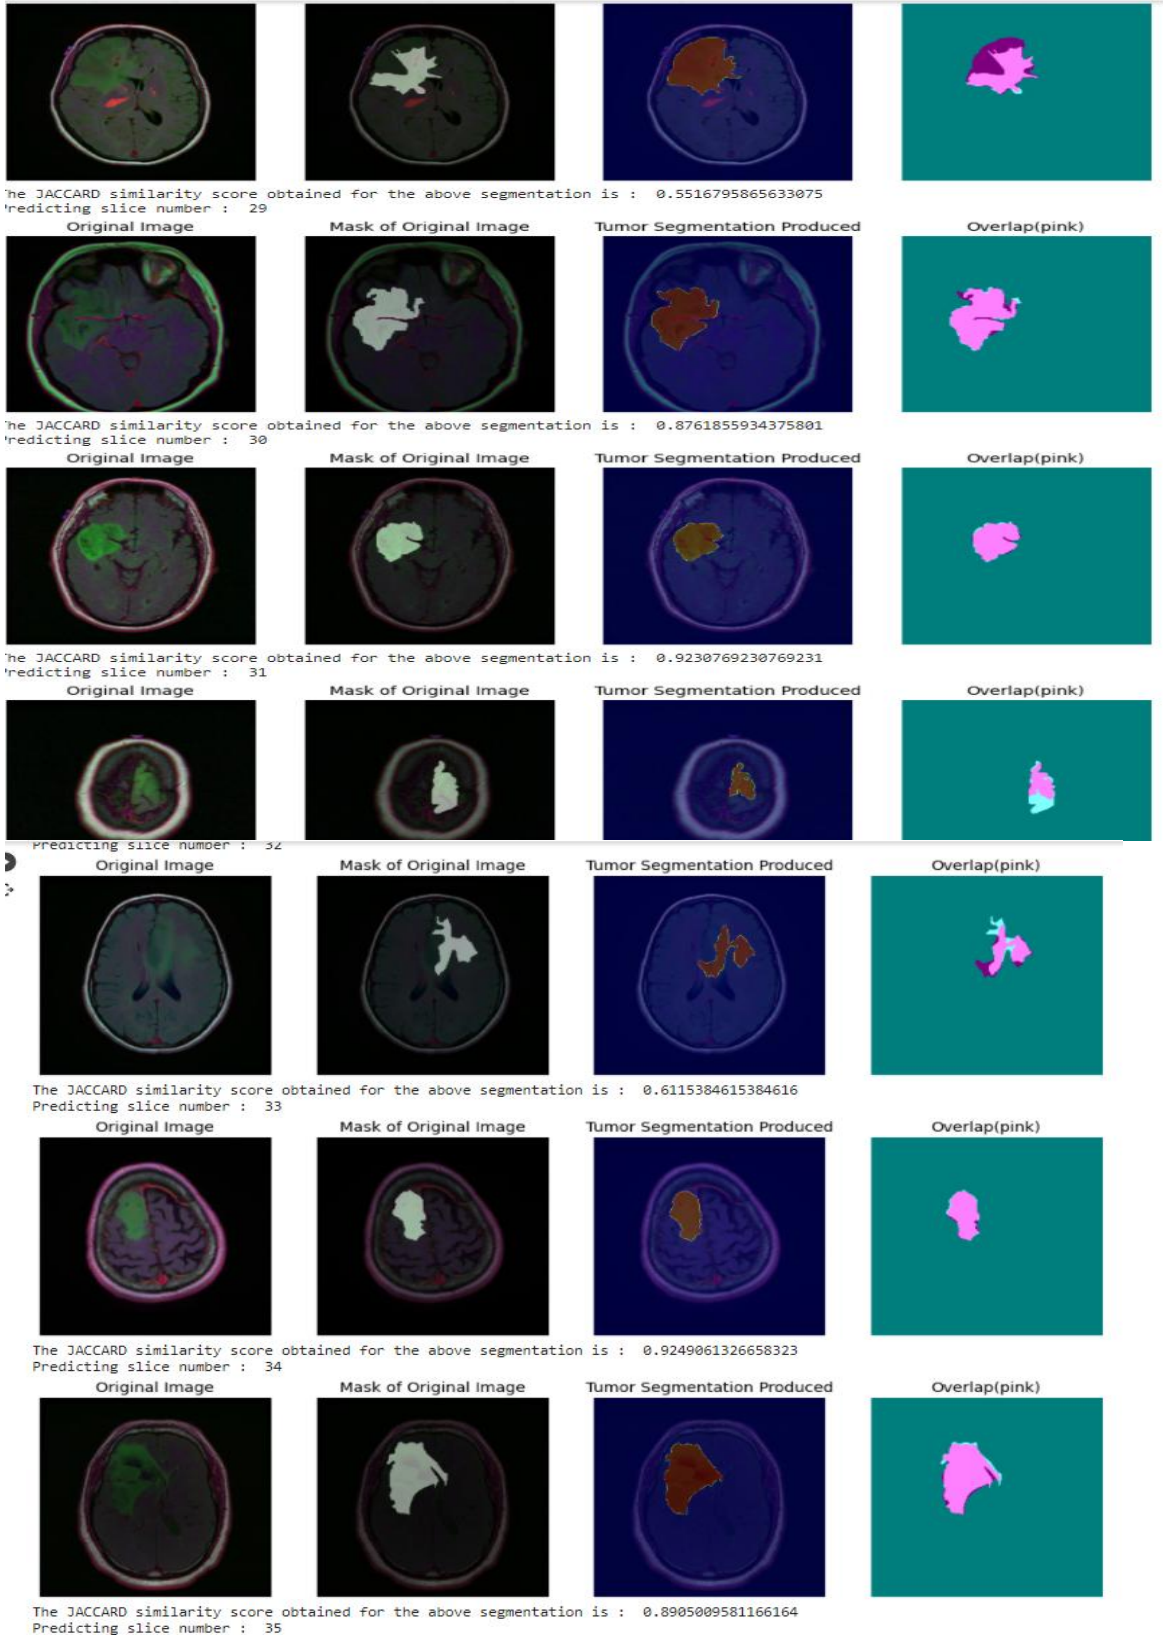 he JACCARD similarity score obtained for the above segmentation is : 0.5516795865633075
redicting slice number : 29
Original Image Mask of Original Image Tumor Segmentation Produced Overlap(pink)
he JACCARD similarity score obtained for the above segmentation is : 0.8761855934375801
redicting slice number : 30
Original Image Mask of Original Image Tumor Segmentation Produced Overlap(pink)
he JACCARD similarity score obtained for the above segmentation is : 0.9230769230769231
redicting slice number : 31
Original Image Mask of Original Image Tumor Segmentation Produced Overlap(pink)
Predicting slice number : 32
Original Image Mask of Original Image Tumor Segmentation Produced Overlap(pink)
The JACCARD similarity score obtained for the above segmentation is : 0.6115384615384616
Predicting slice number : 33
Original Image Mask of Original Image Tumor Segmentation Produced Overlap(pink)
The JACCARD similarity score obtained for the above segmentation is : 0.9249061326658323
Predicting slice number : 34
Original Image Mask of Original Image Tumor Segmentation Produced Overlap(pink)
The JACCARD similarity score obtained for the above segmentation is : 0.8905009581166164
Predicting slice number : 35